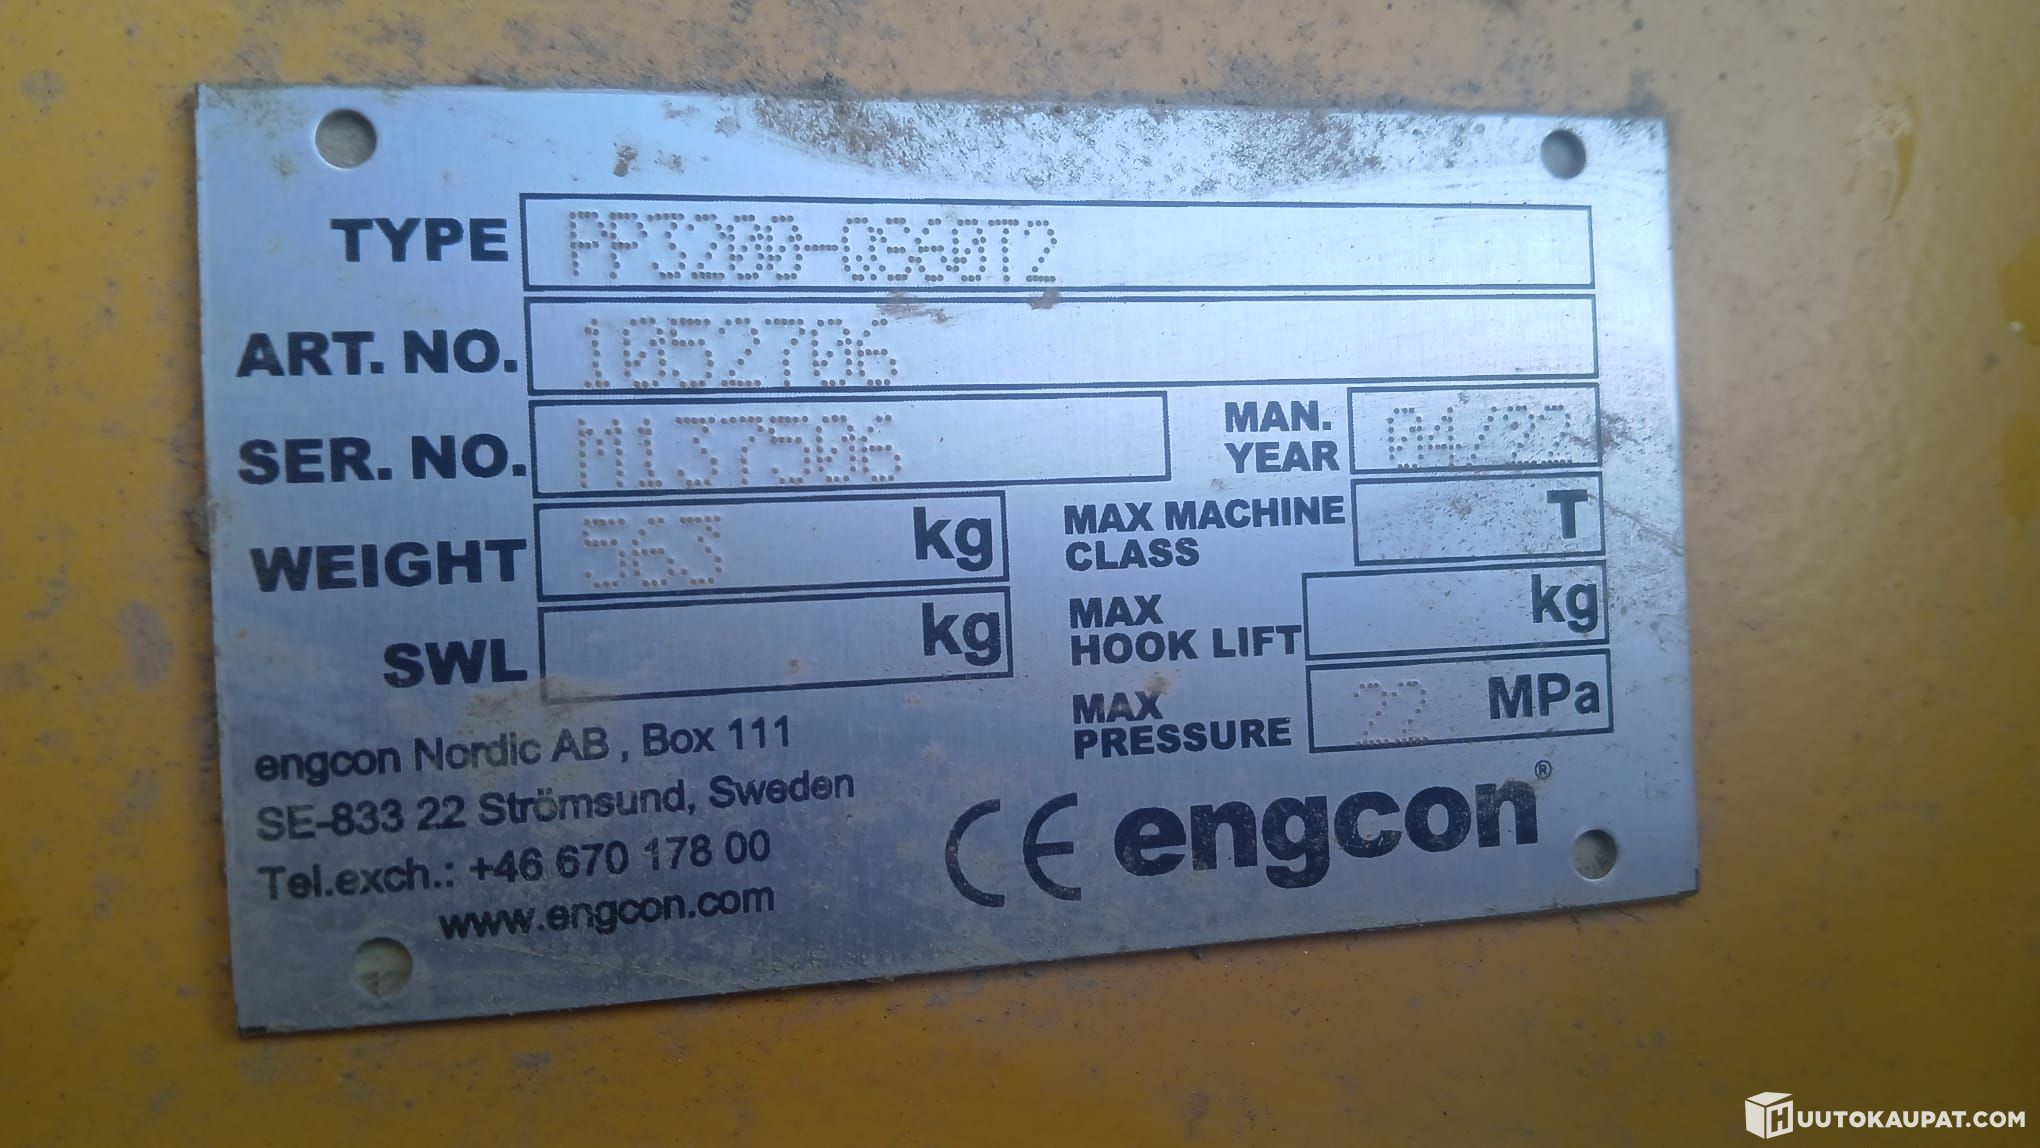 TYPE PP3200-QS60T2
ART. NO. 1052706
SER. NO. M137506
MAN. YEAR 04/22
WEIGHT 563 kg
MAX MACHINE CLASS T
SWL kg
MAX HOOK LIFT kg
MAX PRESSURE 22 MPa
engcon Nordic AB , Box 111
SE-833 22 Strömsund, Sweden
Tel.exch.: +46 670 178 00
www.engcon.com
CE engcon®
HUUTOKAUPAT.COM